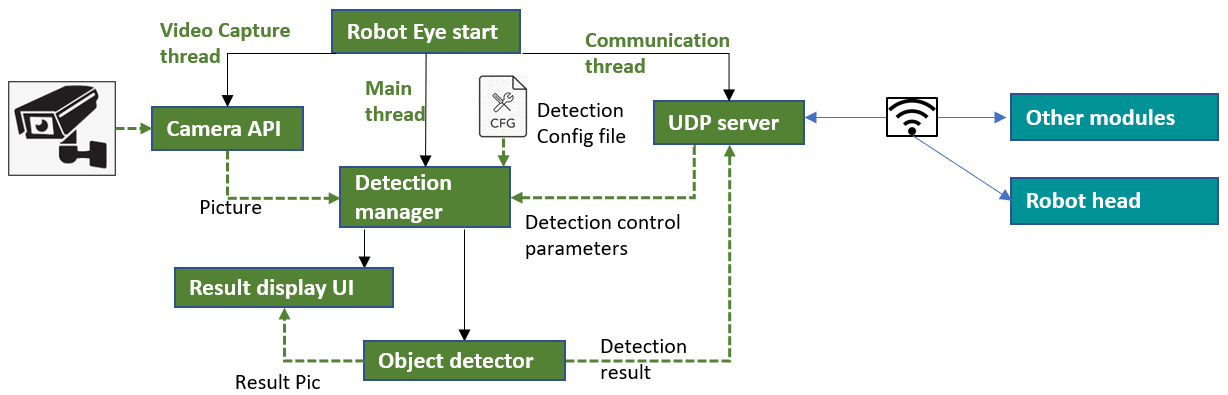 Robot Eye start
Video Capture
thread
Main
thread
Communication
thread
Camera API
CFG
Detection
Config file
UDP server
Other modules
Robot head
Picture
Detection
manager
Detection control
parameters
Result display UI
Object detector
Result Pic
Detection
result